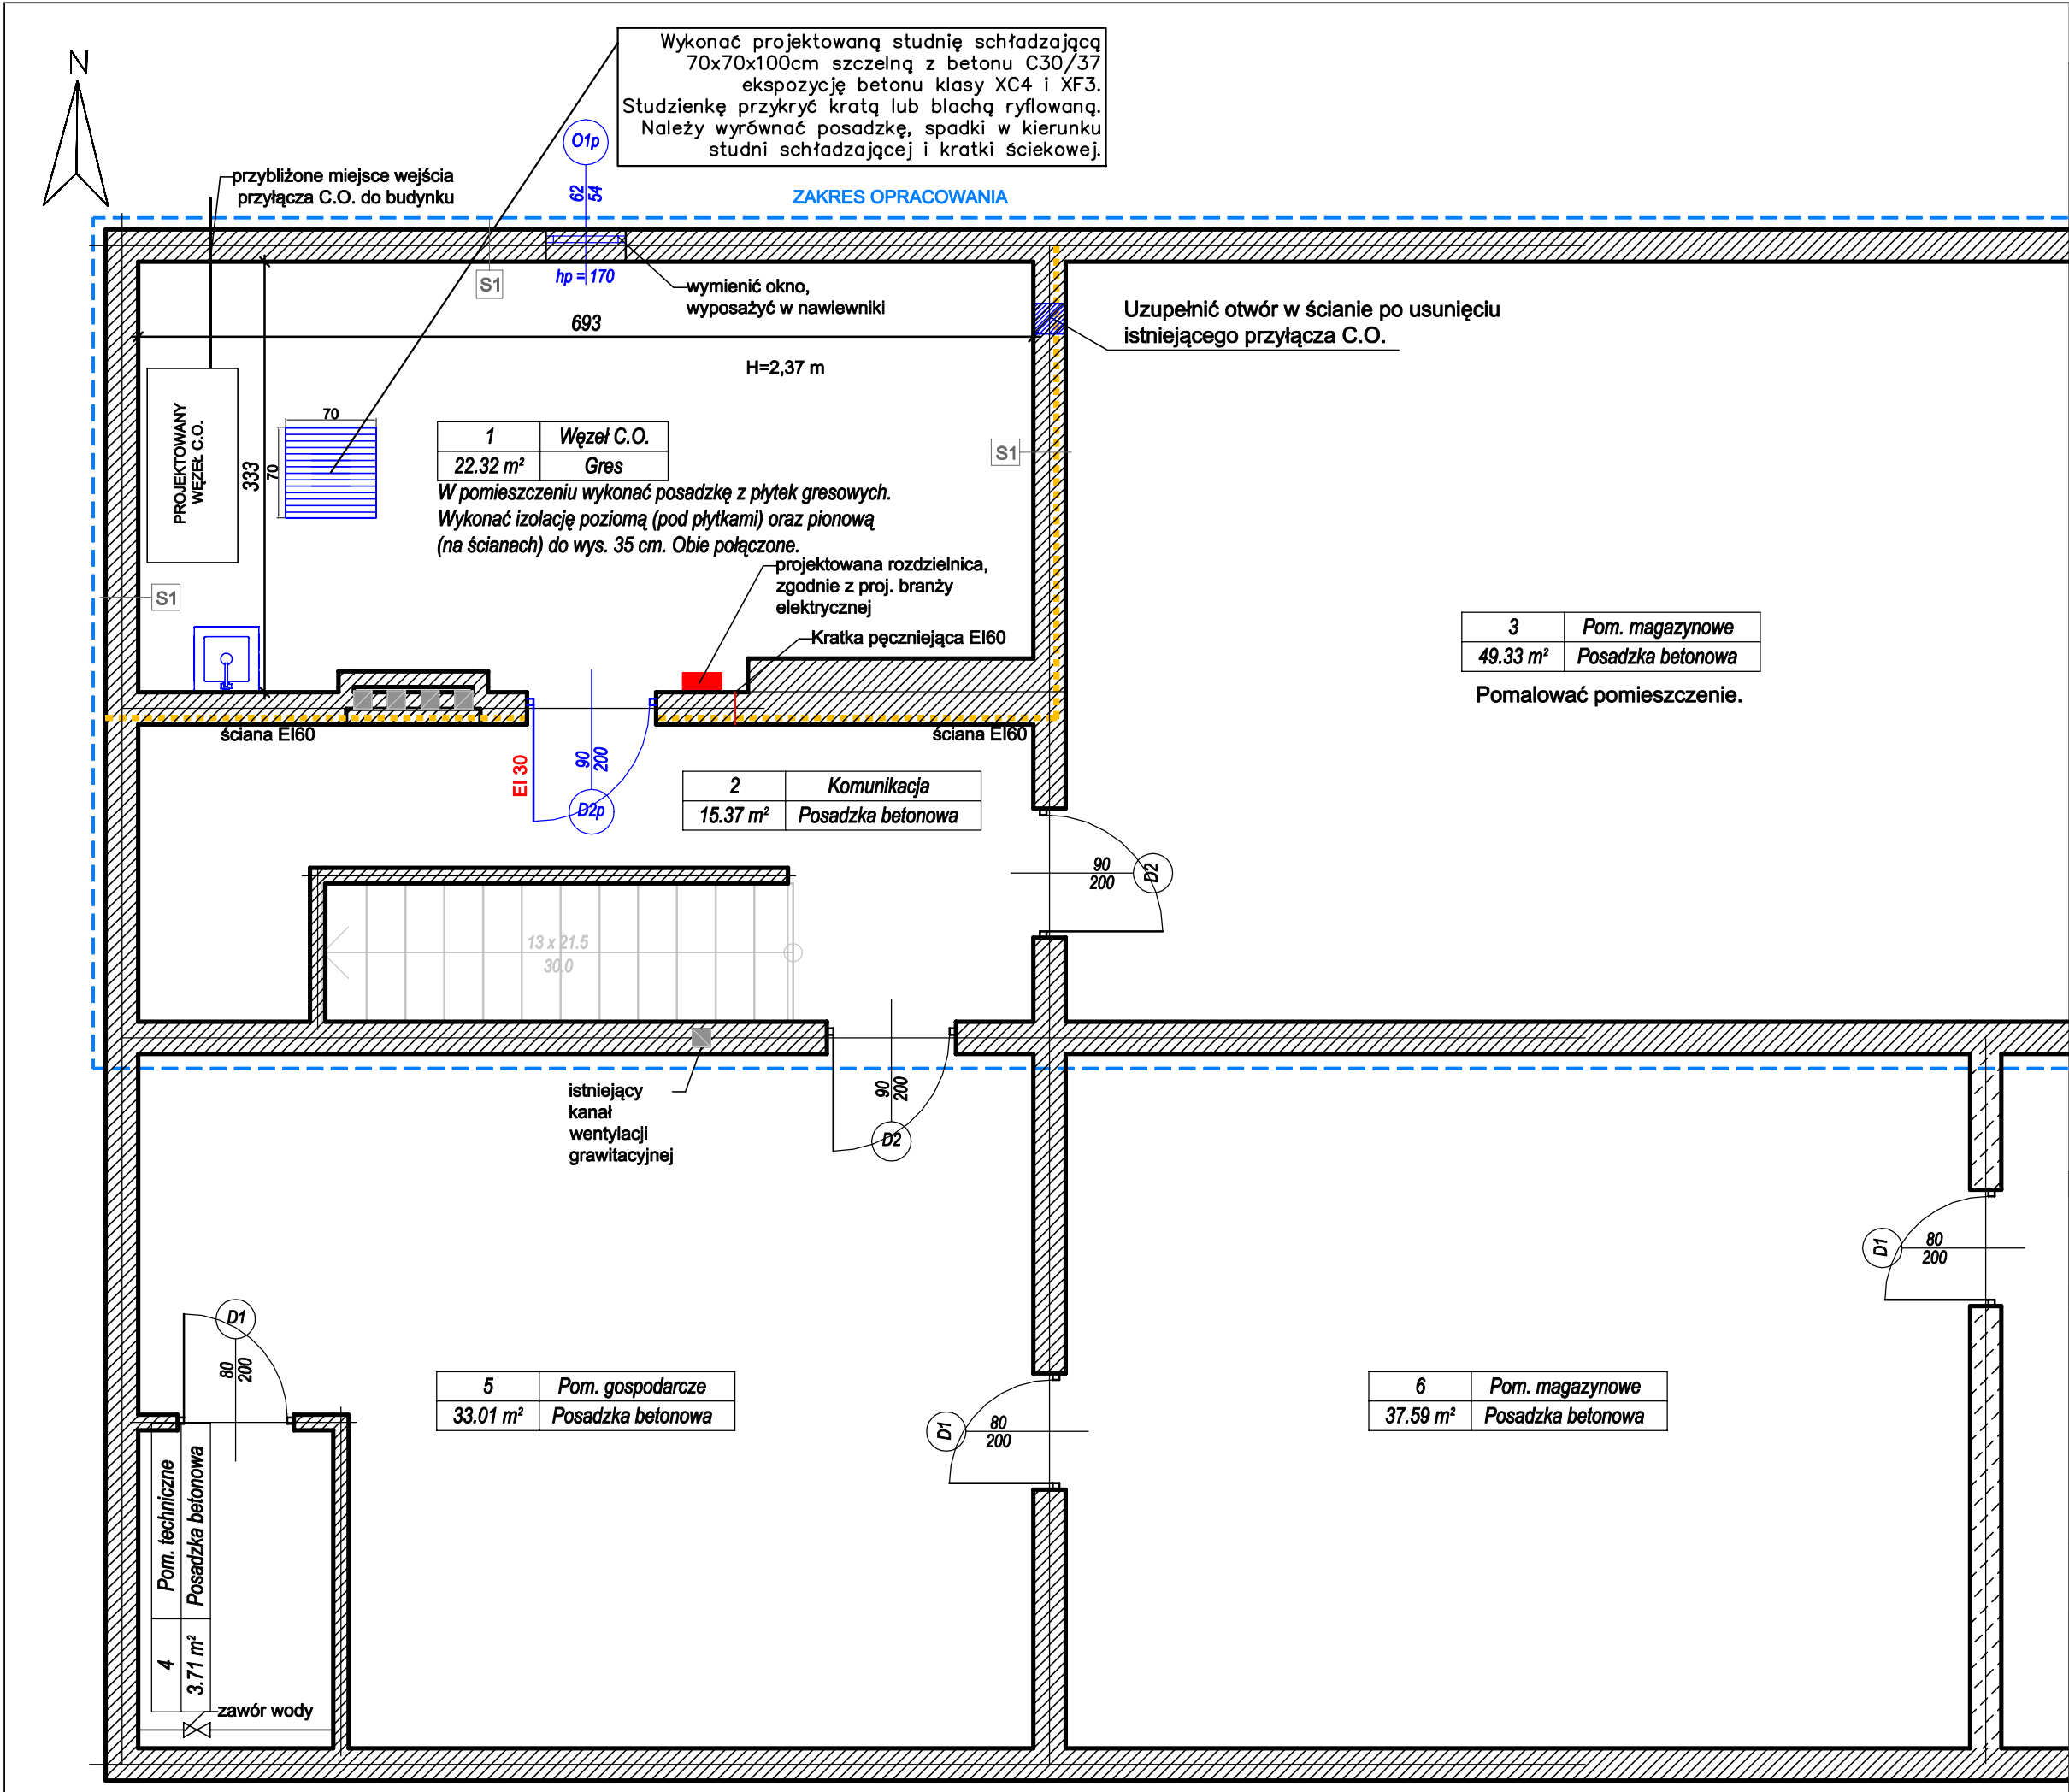 N
Wykonać projektowaną studnię schładzającą
70x70x100cm szczelną z betonu C30/37
ekspozycję betonu klasy XC4 i XF3.
Studzienkę przykryć kratą lub blachą ryflowaną.
Należy wyrównać posadzkę, spadki w kierunku
studni schładzającej i kratki ściekowej.
O1p
62
54
hp = 170
przybliżone miejsce wejścia
przyłącza C.O. do budynku
ZAKRES OPRACOWANIA
S1
wymienić okno,
wyposażyć w nawiewniki
693
H=2,37 m
Uzupełnić otwór w ścianie po usunięciu
istniejącego przyłącza C.O.
PROJEKTOWANY
WĘZEŁ C.O.
333
70
70
1 Węzeł C.O.
22.32 m² Gres
W pomieszczeniu wykonać posadzkę z płytek gresowych.
Wykonać izolację poziomą (pod płytkami) oraz pionową
(na ścianach) do wys. 35 cm. Obie połączone.
S1
S1
projektowana rozdzielnica,
zgodnie z proj. branży
elektrycznej
Kratka pęczniejąca EI60
3 Pom. magazynowe
49.33 m² Posadzka betonowa
Pomalować pomieszczenie.
ściana EI60
ściana EI60
EI 30
90
200
D2p
2 Komunikacja
15.37 m² Posadzka betonowa
90
200
D2
13 x 21.5
30.0
istniejący
kanał
wentylacji
grawitacyjnej
90
200
D2
D1
80
200
D1
80
200
5 Pom. gospodarcze
33.01 m² Posadzka betonowa
D1
80
200
6 Pom. magazynowe
37.59 m² Posadzka betonowa
4 Pom. techniczne
3.71 m² Posadzka betonowa
zawór wody